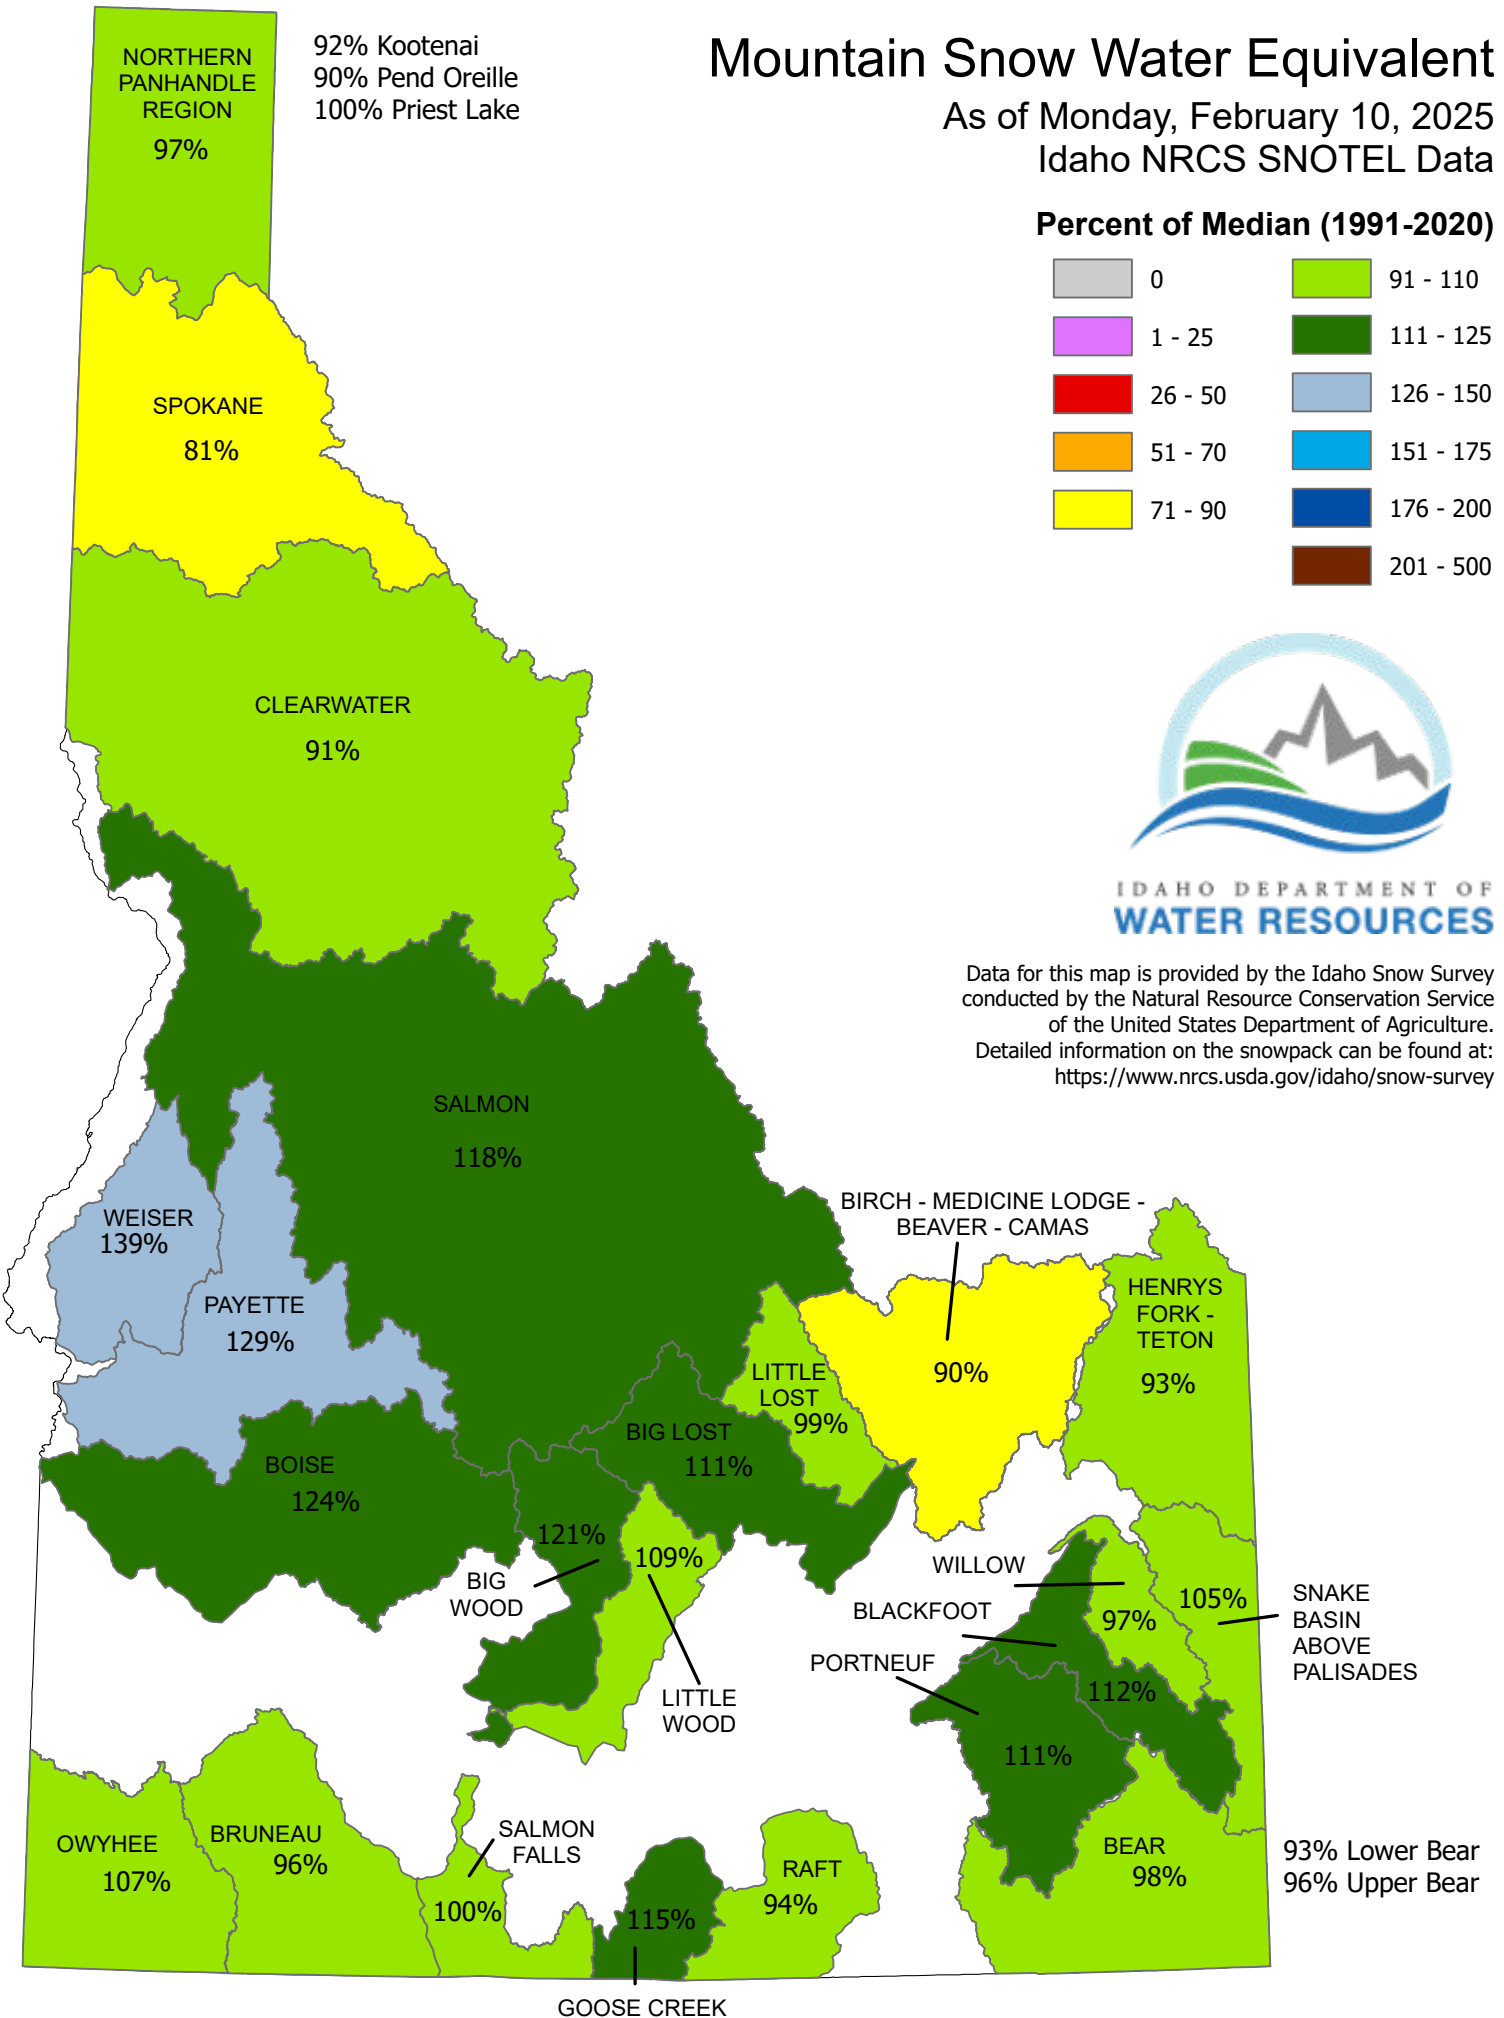 Mountain Snow Water Equivalent
As of Monday, February 10, 2025
Idaho NRCS SNOTEL Data
Percent of Median (1991-2020)
0
1 - 25
26 - 50
51 - 70
71 - 90
91 - 110
111 - 125
126 - 150
151 - 175
176 - 200
201 - 500
IDAHO DEPARTMENT OF
WATER RESOURCES
Data for this map is provided by the Idaho Snow Survey
conducted by the Natural Resource Conservation Service
of the United States Department of Agriculture.
Detailed information on the snowpack can be found at:
https://www.nrcs.usda.gov/idaho/snow-survey
NORTHERN
PANHANDLE
REGION
97%
92% Kootenai
90% Pend Oreille
100% Priest Lake
SPOKANE
81%
CLEARWATER
91%
SALMON
118%
WEISER
139%
PAYETTE
129%
BOISE
124%
BIRCH - MEDICINE LODGE -
BEAVER - CAMAS
90%
HENRYS
FORK -
TETON
93%
LITTLE
LOST
99%
BIG LOST
111%
121%
BIG
WOOD
109%
LITTLE
WOOD
WILLOW
97%
BLACKFOOT
112%
PORTNEUF
111%
105%
SNAKE
BASIN
ABOVE
PALISADES
OWYHEE
107%
BRUNEAU
96%
SALMON
FALLS
100%
115%
GOOSE CREEK
RAFT
94%
BEAR
98%
93% Lower Bear
96% Upper Bear